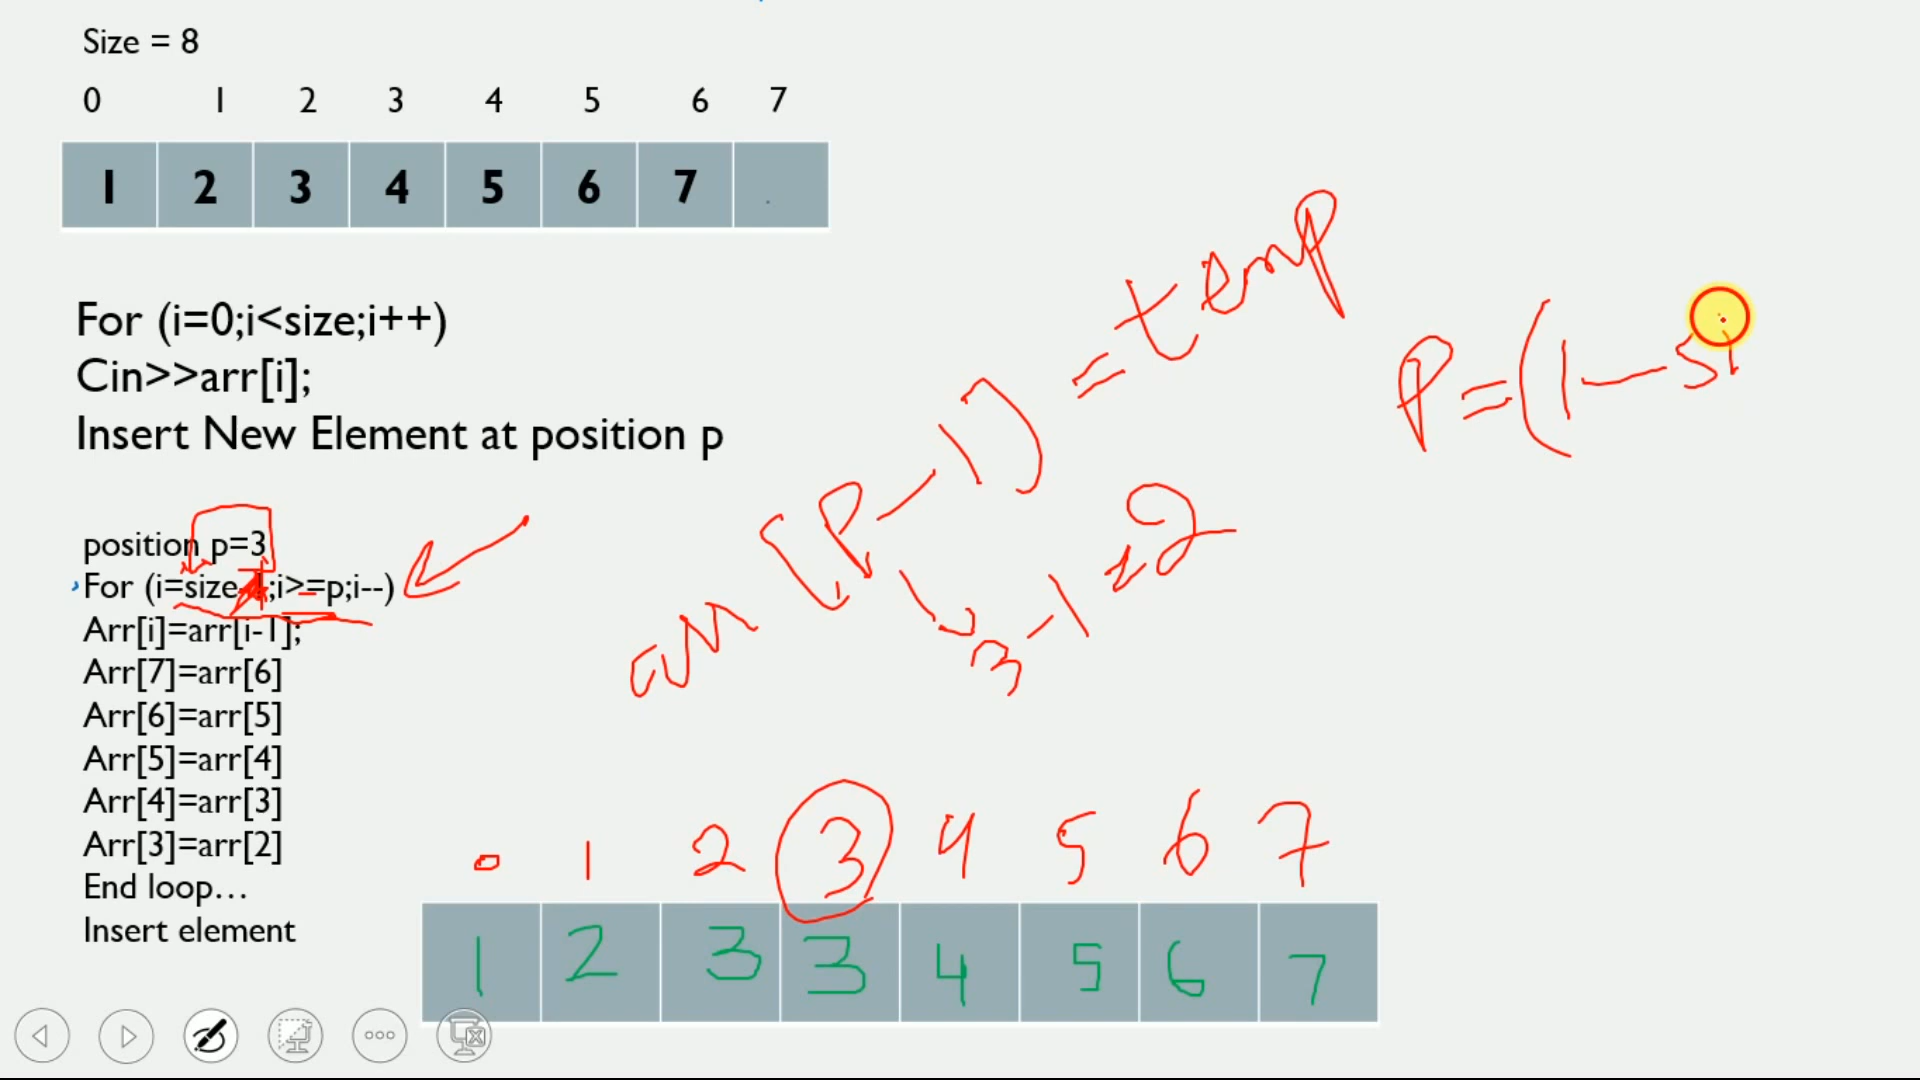 Size = 8
0 1 2 3 4 5 6 7
1 2 3 4 5 6 7
For (i=0;i<size;i++)
Cin>>arr[i];
Insert New Element at position p
position p=3
For (i=size-1;i>=p;i--)
Arr[i]=arr[i-1];
Arr[7]=arr[6]
Arr[6]=arr[5]
Arr[5]=arr[4]
Arr[4]=arr[3]
Arr[3]=arr[2]
End loop...
Insert element
arr[P-1] = temp
3-1=2
P=(1-si
0 1 2 3 4 5 6 7
1 2 3 3 4 5 6 7